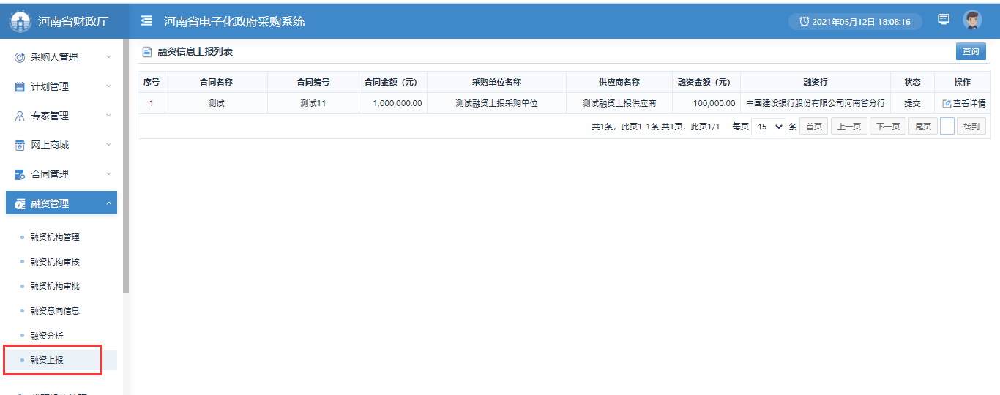 河南省财政厅
河南省电子化政府采购系统
2021年05月12日 18:08:16
采购人管理
计划管理
专家管理
网上商城
合同管理
融资管理
融资机构管理
融资机构审核
融资机构审批
融资意向信息
融资分析
融资上报
融资信息上报列表
查询
序号 合同名称 合同编号 合同金额（元） 采购单位名称 供应商名称 融资金额（元） 融资行 状态 操作
1 测试 测试11 1,000,000.00 测试融资上报采购单位 测试融资上报供应商 100,000.00 中国建设银行股份有限公司河南省分行 提交 查看详情
共1条，此页1-1条 共1页，此页1/1 每页 15 条 首页 上一页 下一页 尾页 转到